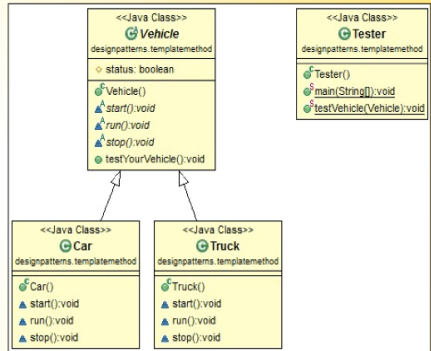 <<Java Class>>
Vehicle
designpatterns.templatemethod
status: boolean
Vehicle()
start():void
run():void
stop():void
testYourVehicle():void
<<Java Class>>
Tester
designpatterns.templatemethod
Tester()
main(String[]):void
testVehicle(Vehicle):void
<<Java Class>>
Car
designpatterns.templatemethod
Car()
start():void
run():void
stop():void
<<Java Class>>
Truck
designpatterns.templatemethod
Truck()
start():void
run():void
stop():void